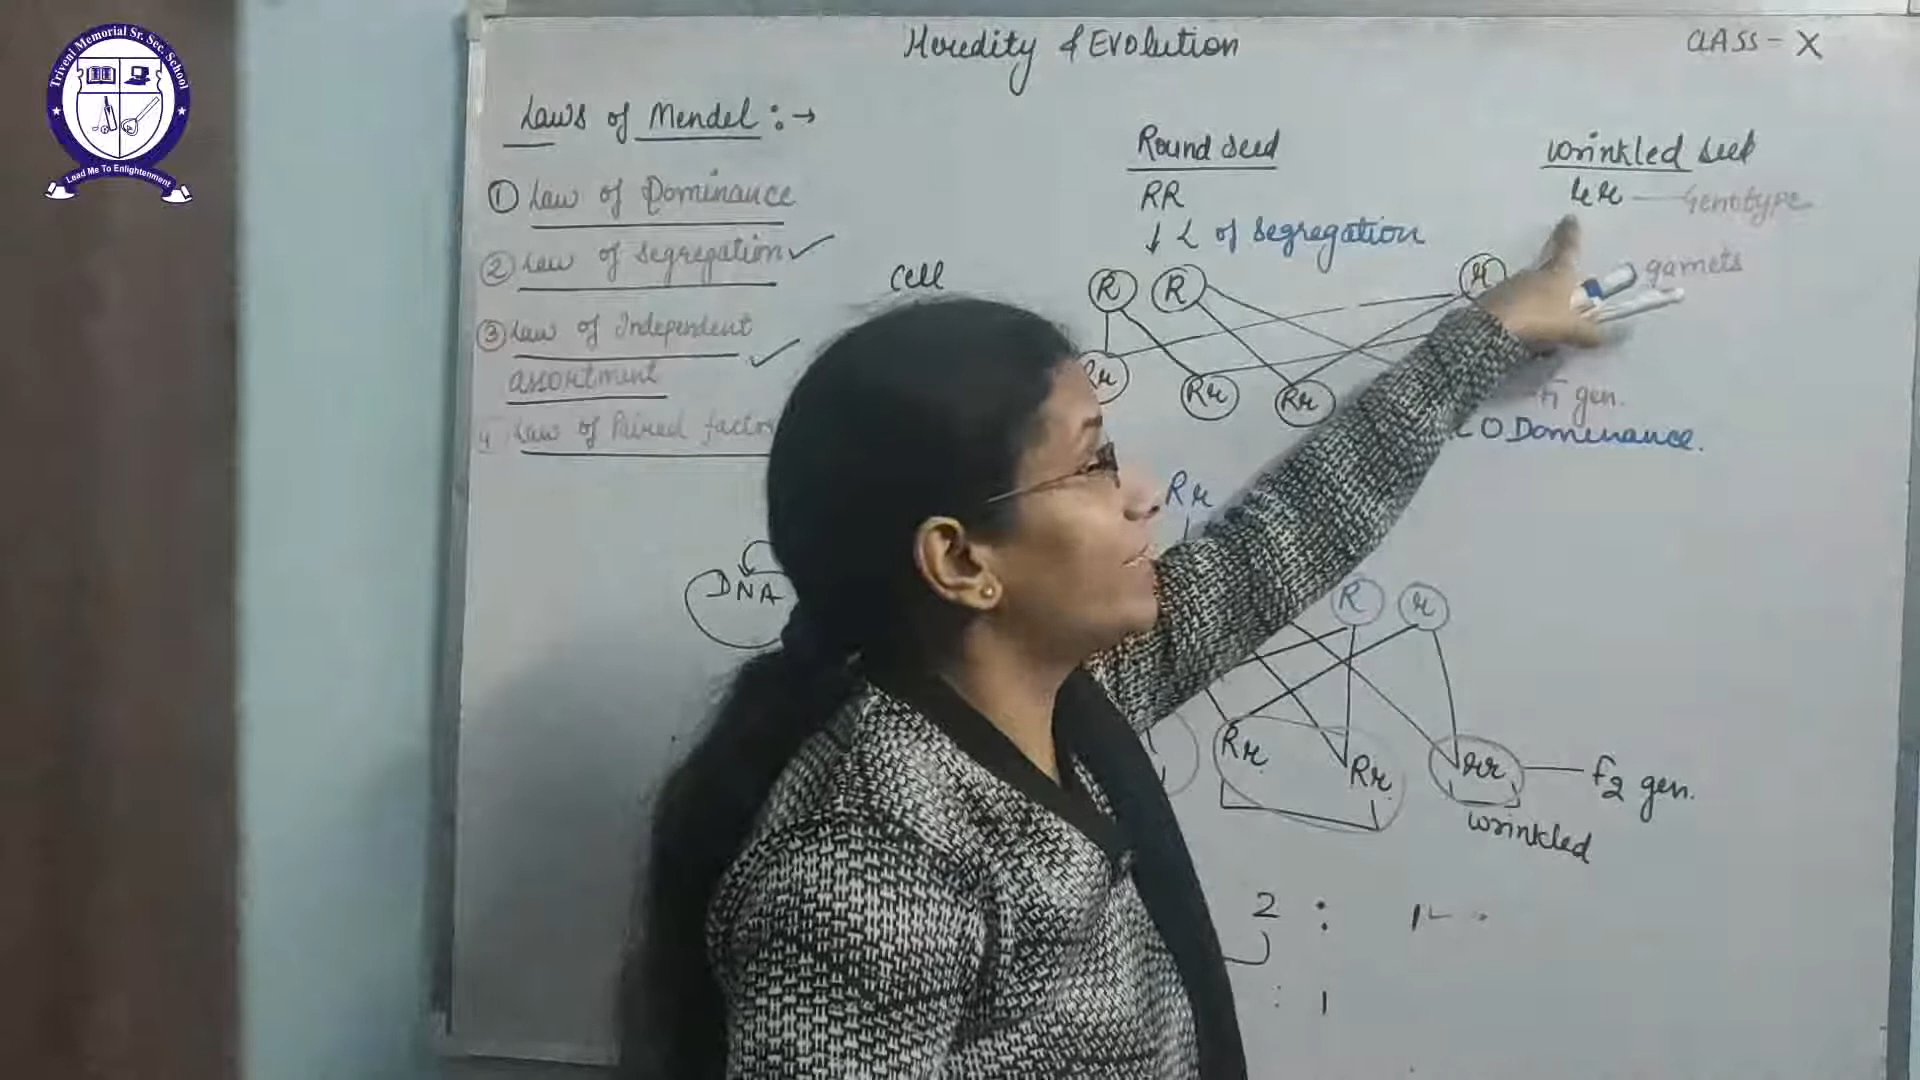 Triveni Memorial Sr. Sec. School
Lead Me To Enlightenment
Heredity & Evolution
CLASS - X
Laws of Mendel :→
① Law of Dominance
② Law of Segregation ✓
③ Law of Independent ✓
assortment
4 Law of Paired factor
Round seed
RR
↓ L of segregation
wrinkled seed
rr — Genotype
cell
R R r gamets
Rr Rr Rr F1 gen.
L O Dominance.
Rr
DNA
R r
Rr Rr rr — F2 gen.
wrinkled
2 : 1
: 1